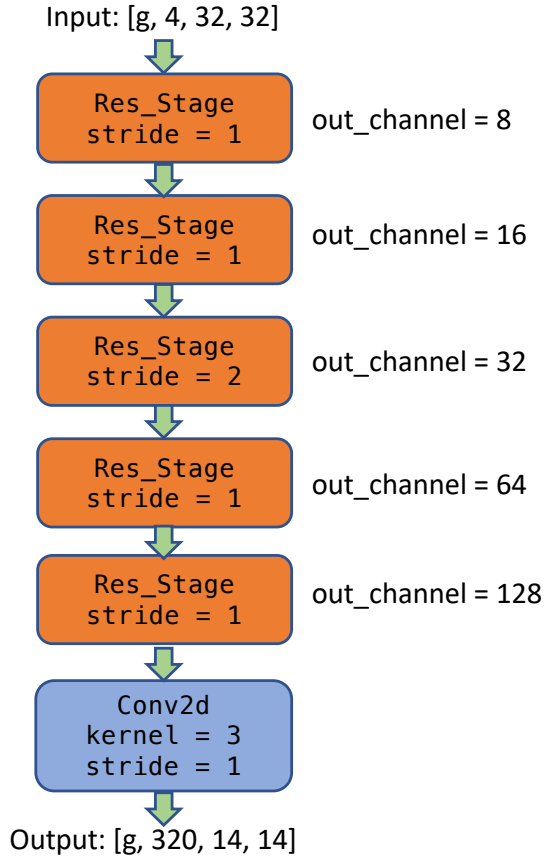 Input: [g, 4, 32, 32]
Res_Stage
stride = 1
out_channel = 8
Res_Stage
stride = 1
out_channel = 16
Res_Stage
stride = 2
out_channel = 32
Res_Stage
stride = 1
out_channel = 64
Res_Stage
stride = 1
out_channel = 128
Conv2d
kernel = 3
stride = 1
Output: [g, 320, 14, 14]